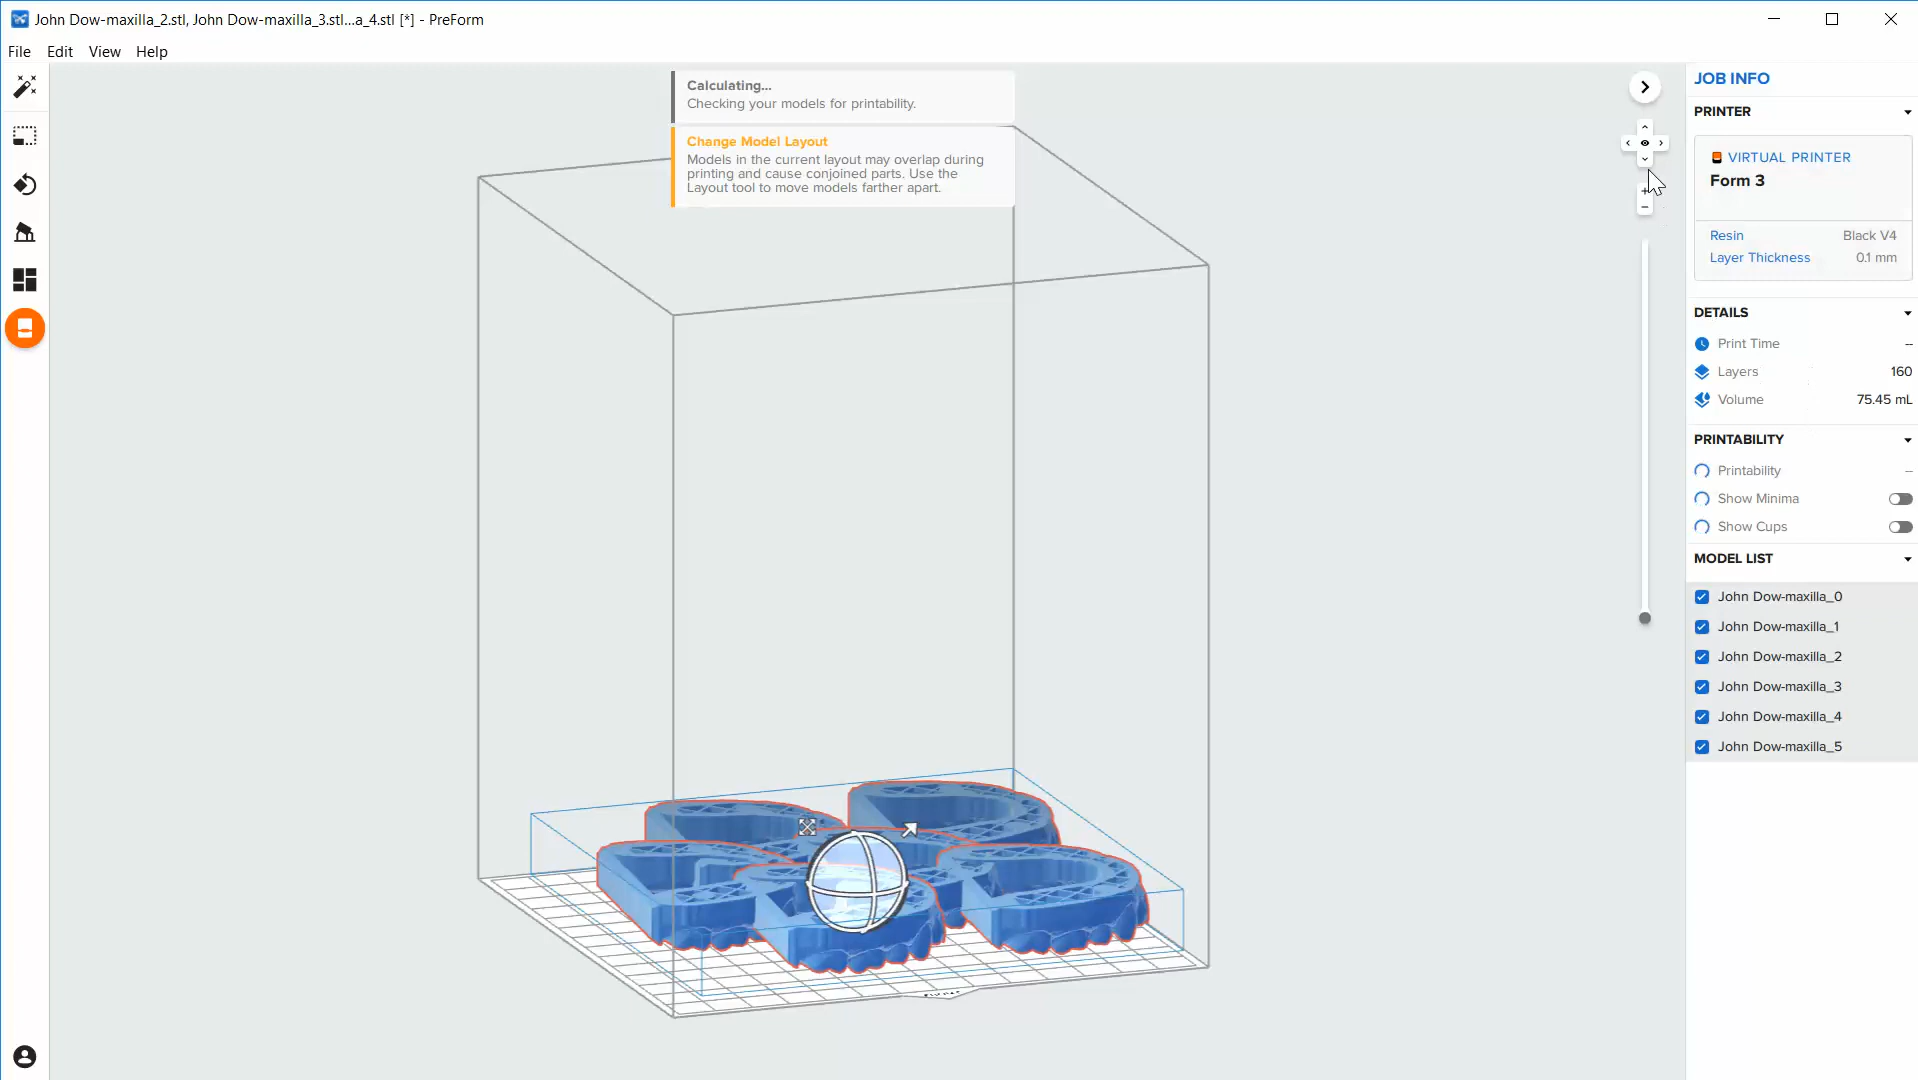 John Dow-maxilla_2.stl, John Dow-maxilla_3.stl...a_4.stl [*] - PreForm
File Edit View Help
Calculating...
Checking your models for printability.
Change Model Layout
Models in the current layout may overlap during
printing and cause conjoined parts. Use the
Layout tool to move models farther apart.
JOB INFO
PRINTER
VIRTUAL PRINTER
Form 3
Resin Black V4
Layer Thickness 0.1 mm
DETAILS
Print Time --
Layers 160
Volume 75.45 mL
PRINTABILITY
Printability --
Show Minima
Show Cups
MODEL LIST
John Dow-maxilla_0
John Dow-maxilla_1
John Dow-maxilla_2
John Dow-maxilla_3
John Dow-maxilla_4
John Dow-maxilla_5